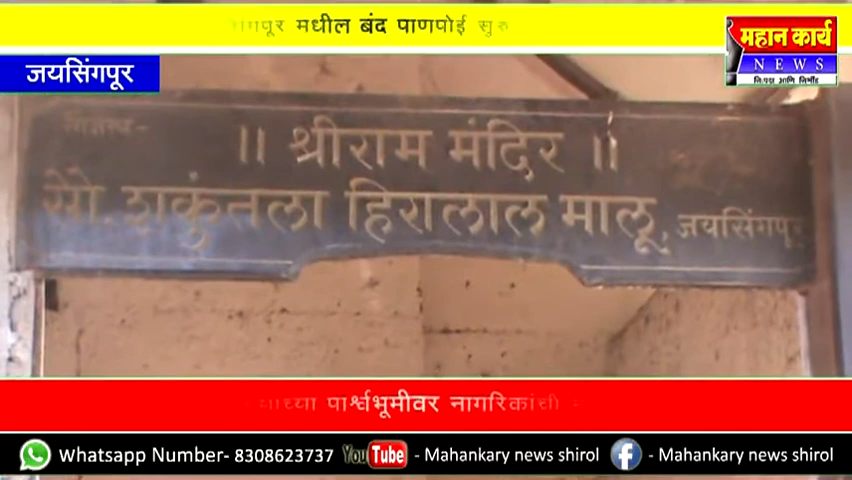 मधील बंद पाणपोई सुरु
महान कार्य
NEWS
जयसिंगपूर
|| श्रीराम मंदिर ||
सौ. शकुंतला हिरालाल मालू, जयसिंगपूर
पार्श्वभूमीवर नागरिकांची
Whatsapp Number- 8308623737 YouTube - Mahankary news shirol f - Mahankary news shirol